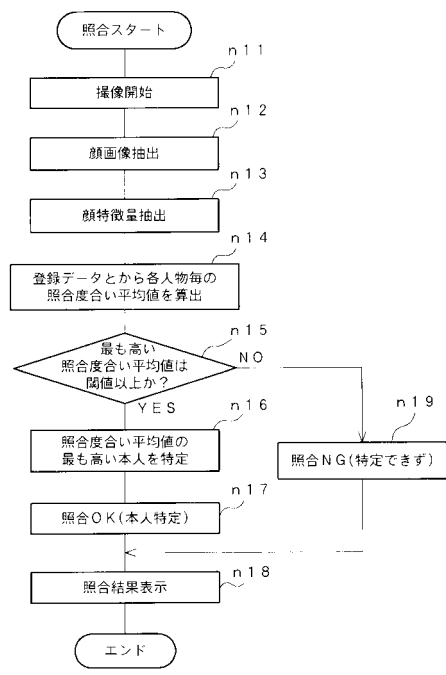 照合スタート
n11
撮像開始
n12
顔画像抽出
n13
顔特徴量抽出
n14
登録データとから各人物毎の
照合度合い平均値を算出
n15
最も高い
照合度合い平均値は
閾値以上か?
NO
YES
n16
照合度合い平均値の
最も高い本人を特定
n19
照合NG(特定できず)
n17
照合OK(本人特定)
n18
照合結果表示
エンド